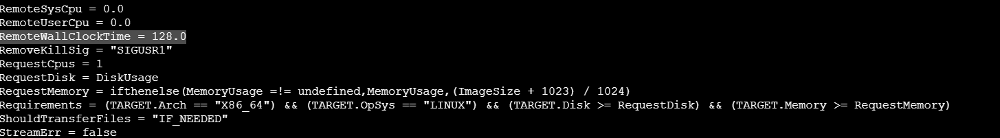 RemoteSysCpu = 0.0
RemoteUserCpu = 0.0
RemoteWallClockTime = 128.0
RemoveKillSig = "SIGUSR1"
RequestCpus = 1
RequestDisk = DiskUsage
RequestMemory = ifthenelse(MemoryUsage =!= undefined,MemoryUsage,(ImageSize + 1023) / 1024)
Requirements = (TARGET.Arch == "X86_64") && (TARGET.OpSys == "LINUX") && (TARGET.Disk >= RequestDisk) && (TARGET.Memory >= RequestMemory)
ShouldTransferFiles = "IF_NEEDED"
StreamErr = false